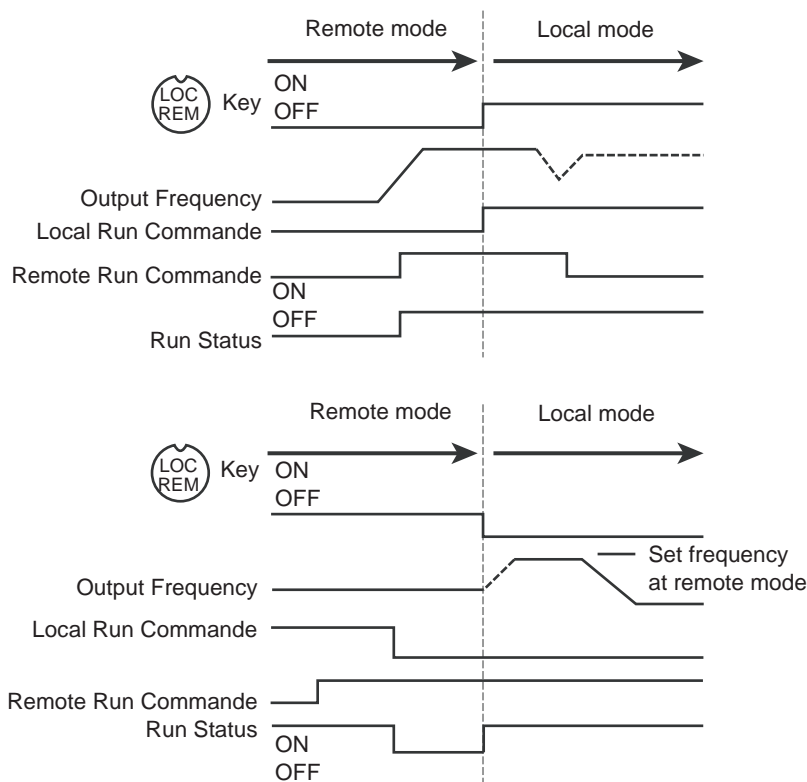 Remote mode
Local mode
LOC
REM
Key
ON
OFF
Output Frequency
Local Run Commande
Remote Run Commande
ON
OFF
Run Status
Remote mode
Local mode
LOC
REM
Key
ON
OFF
Set frequency
at remote mode
Output Frequency
Local Run Commande
Remote Run Commande
Run Status
ON
OFF